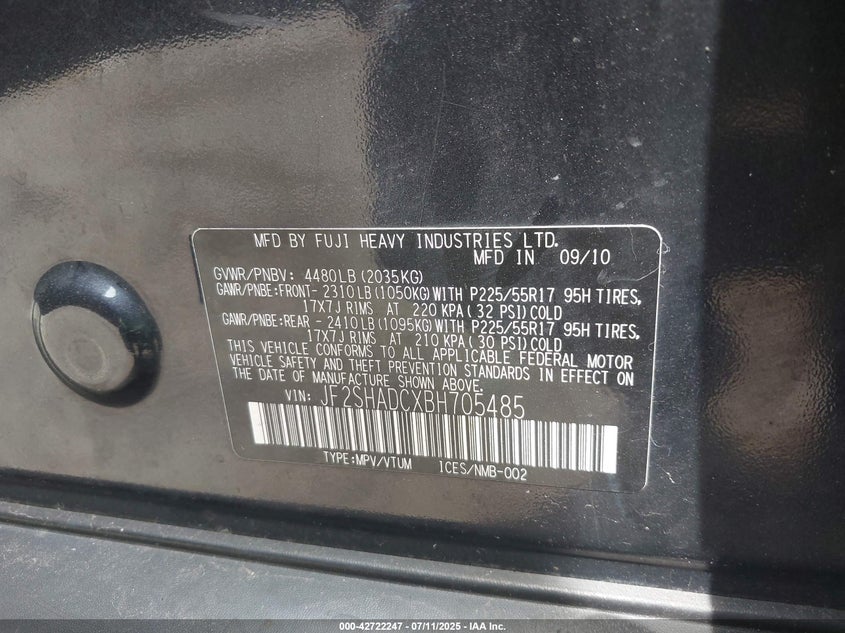 MFD BY FUJI HEAVY INDUSTRIES LTD.
MFD IN 09/10
GVWR/PNBV: 4480LB (2035KG)
GAWR/PNBE:FRONT- 2310LB (1050KG) WITH P225/55R17 95H TIRES,
17X7J RIMS AT 220 KPA ( 32 PSI) COLD
GAWR/PNBE:REAR - 2410LB (1095KG) WITH P225/55R17 95H TIRES,
17X7J RIMS AT 210 KPA ( 30 PSI) COLD
THIS VEHICLE CONFORMS TO ALL APPLICABLE FEDERAL MOTOR
VEHICLE SAFETY AND THEFT PREVENTION STANDARDS IN EFFECT ON
THE DATE OF MANUFACTURE SHOWN ABOVE.
VIN: JF2SHADCXBH705485
TYPE:MPV/VTUM ICES/NMB-002
000-42722247 - 07/11/2025 - IAA Inc.